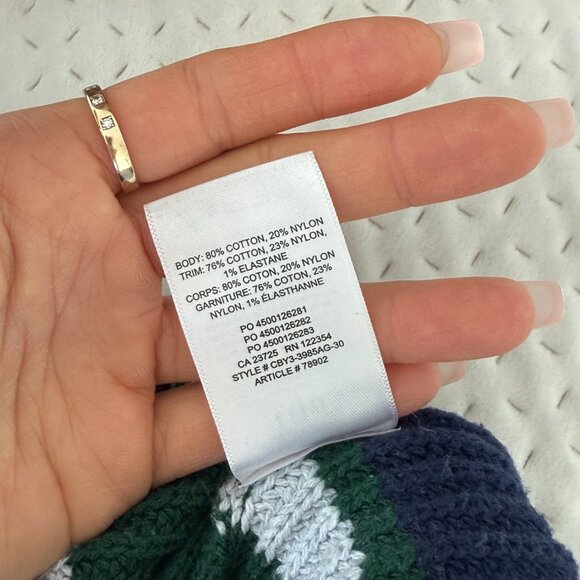 BODY: 80% COTTON, 20% NYLON
TRIM: 76% COTTON, 23% NYLON,
1% ELASTANE
CORPS: 80% COTON, 20% NYLON
GARNITURE: 76% COTON, 23%
NYLON, 1% ÉLASTHANNE
PO 4500126281
PO 4500126282
PO 4500126283
CA 23725 RN 122354
STYLE # CBY3-3985AG-30
ARTICLE # 78902